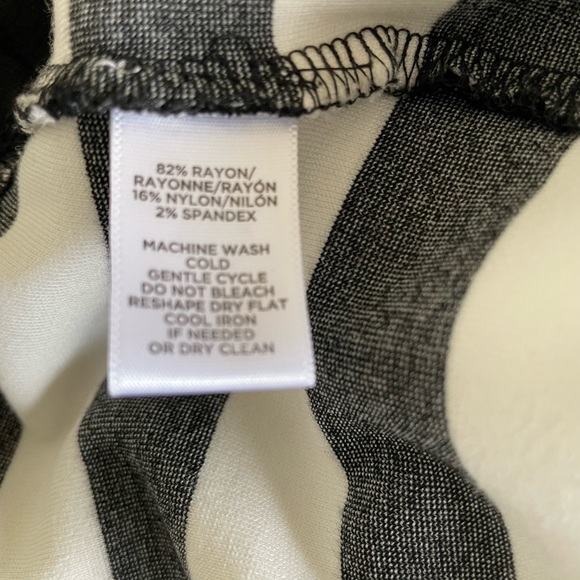 82% RAYON/
RAYONNE/RAYÓN
16% NYLON/NILÓN
2% SPANDEX
MACHINE WASH
COLD
GENTLE CYCLE
DO NOT BLEACH
RESHAPE DRY FLAT
COOL IRON
IF NEEDED
OR DRY CLEAN